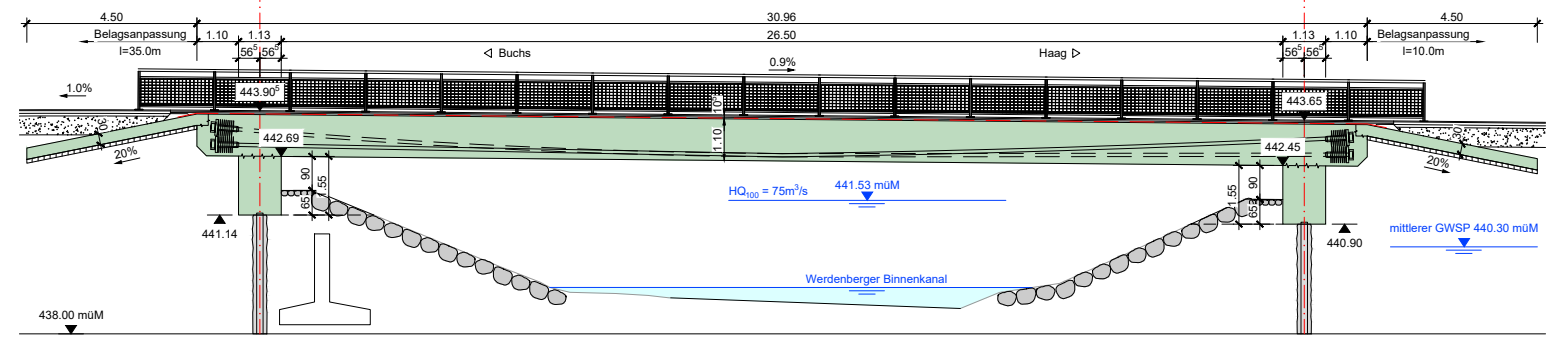 4.50 30.96 4.50
Belagsanpassung 1.10 1.13 26.50 1.13 1.10 Belagsanpassung
l=35.0m 56⁵ 56⁵ ◁ Buchs Haag ▷ 56⁵ 56⁵ l=10.0m
0.9%
1.0% 443.90⁵ 443.65
10⁵
30 442.69 1.10 442.45 30
20% 20%
90 1.55 1.55 90
HQ₁₀₀ = 75m³/s 441.53 müM
65 65
441.14 440.90 mittlerer GWSP 440.30 müM
Werdenberger Binnenkanal
438.00 müM